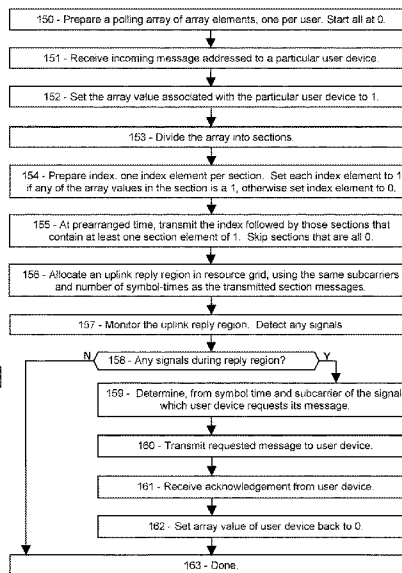 150 - Prepare a polling array of array elements, one per user. Start all at 0.
151 - Receive incoming message addressed to a particular user device.
152 - Set the array value associated with the particular user device to 1.
153 - Divide the array into sections.
154 - Prepare index, one index element per section. Set each index element to 1
if any of the array values in the section is a 1, otherwise set index element to 0.
155 - At prearranged time, transmit the index followed by those sections that
contain at least one section element of 1. Skip sections that are all 0.
156 - Allocate an uplink reply region in resource grid, using the same subcarriers
and number of symbol-times as the transmitted section messages.
157 - Monitor the uplink reply region. Detect any signals
N
158 - Any signals during reply region?
Y
159 - Determine, from symbol time and subcarrier of the signal
which user device requests its message.
160 - Transmit requested message to user device.
161 - Receive acknowledgement from user device.
162 - Set array value of user device back to 0.
163 - Done.